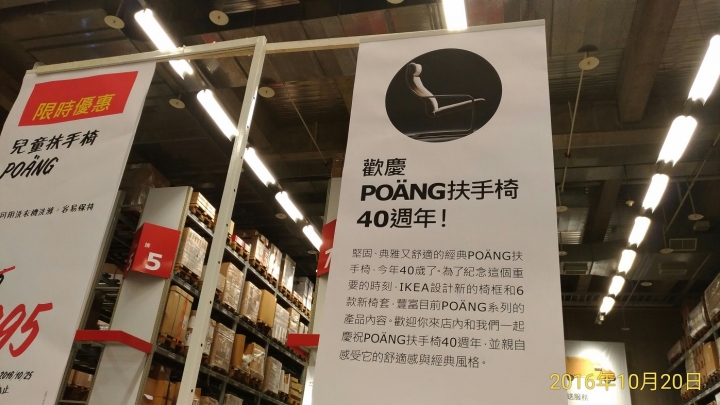 限時優惠
兒童扶手椅
POÄNG
5
995
歡慶
POÄNG扶手椅
40週年!
堅固、典雅又舒適的經典POÄNG扶
手椅,今年40歲了。為了紀念這個重
要的時刻,IKEA設計新的椅框和6
款新椅套,豐富目前POÄNG系列的
產品內容。歡迎你來店內和我們一起
慶祝POÄNG扶手椅40週年,並親自
感受它的舒適感與經典風格。
2016年10月20日